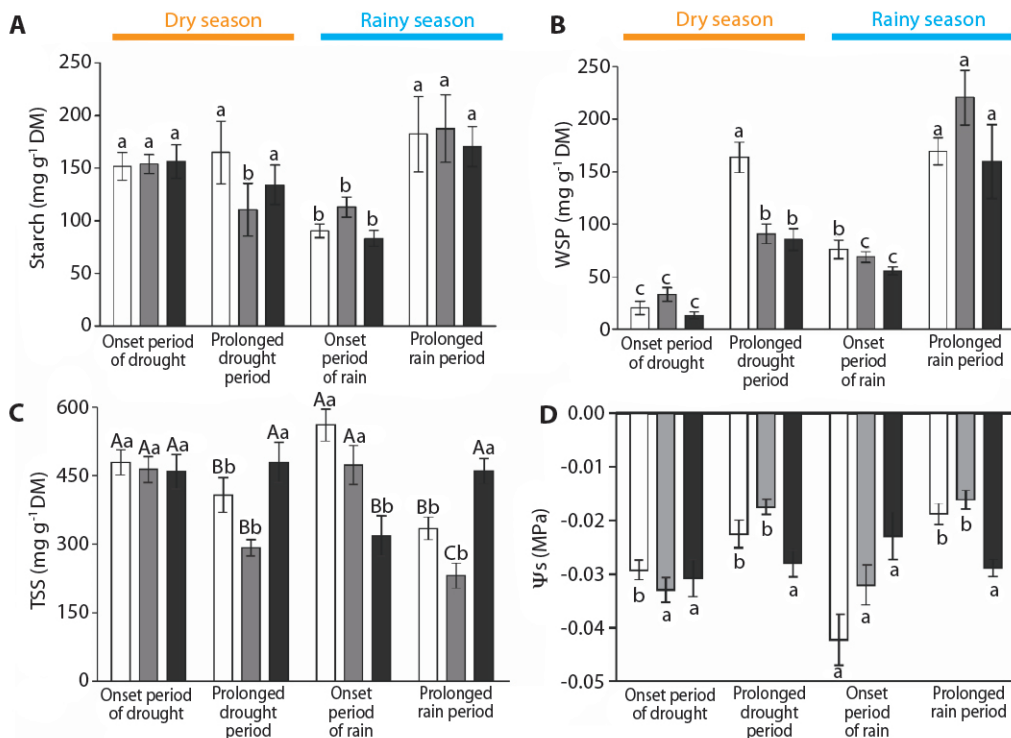 Dry season
Rainy season
Dry season
Rainy season
A
B
250
200
150
100
50
0
Starch (mg g-1 DM)
a
a
a
a
b
a
b
b
b
a
a
a
Onset period
of drought
Prolonged
drought
period
Onset
period
of rain
Prolonged
rain period
250
200
150
100
50
0
WSP (mg g-1 DM)
c
c
c
a
b
b
b
c
c
a
a
a
Onset period
of drought
Prolonged
drought
period
Onset
period
of rain
Prolonged
rain period
C
D
600
450
300
150
0
TSS (mg g-1 DM)
Aa
Aa
Aa
Bb
Bb
Aa
Aa
Aa
Bb
Bb
Cb
Aa
Onset period
of drought
Prolonged
drought
period
Onset
period
of rain
Prolonged
rain period
0.00
-0.01
-0.02
-0.03
-0.04
-0.05
Ψs (MPa)
b
a
a
b
b
a
a
a
a
b
b
a
Onset period
of drought
Prolonged
drought
period
Onset
period
of rain
Prolonged
rain period